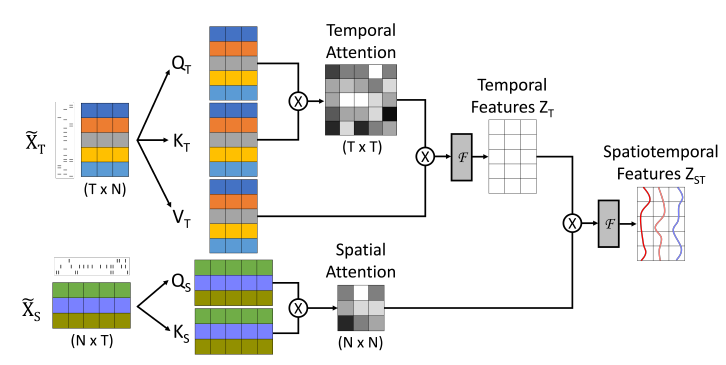 Temporal
Attention
Q_T
X̃_T
K_T
(T x N)
V_T
X
(T x T)
X
ℱ
Temporal
Features Z_T
Spatiotemporal
Features Z_ST
X
ℱ
Spatial
Attention
X̃_S
Q_S
K_S
(N x T)
X
(N x N)